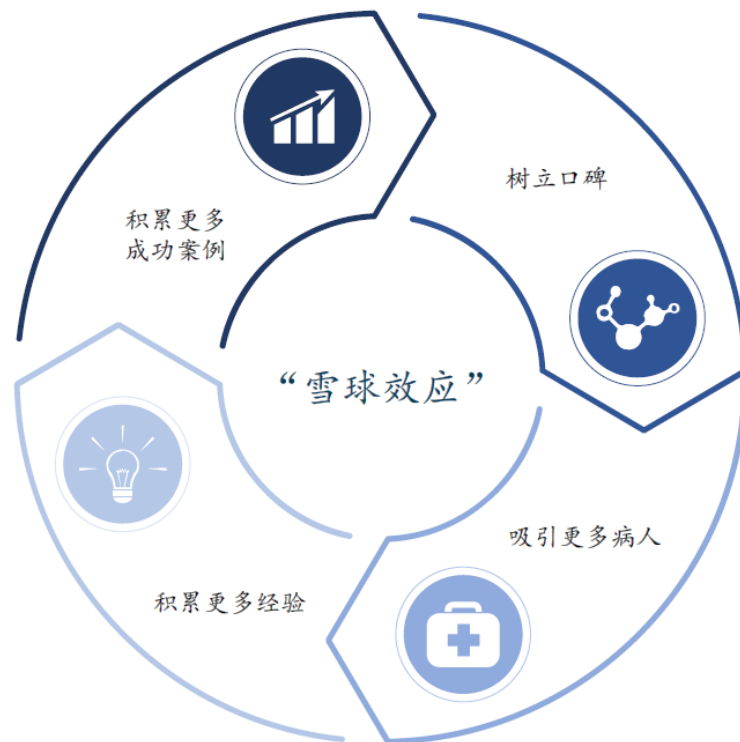 树立口碑
积累更多
成功案例
“雪球效应”
吸引更多病人
积累更多经验